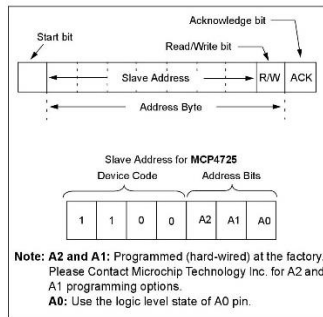 Acknowledge bit
Start bit
Read/Write bit
Slave Address
R/W
ACK
Address Byte
Slave Address for MCP4725
Device Code
Address Bits
1 1 0 0 A2 A1 A0
Note: A2 and A1: Programmed (hard-wired) at the factory.
Please Contact Microchip Technology Inc. for A2 and
A1 programming options.
A0: Use the logic level state of A0 pin.